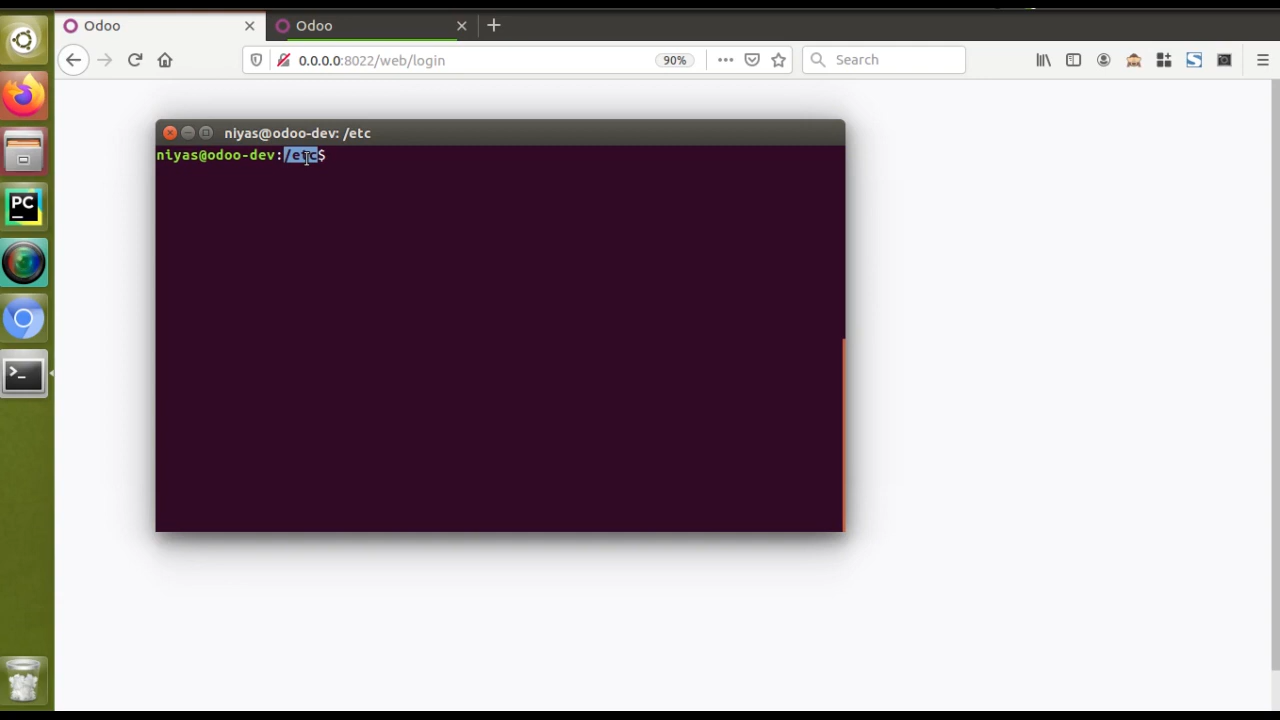 Odoo
Odoo
0.0.0.0:8022/web/login
90%
Search
niyas@odoo-dev: /etc
niyas@odoo-dev:/etc$
PC
>_